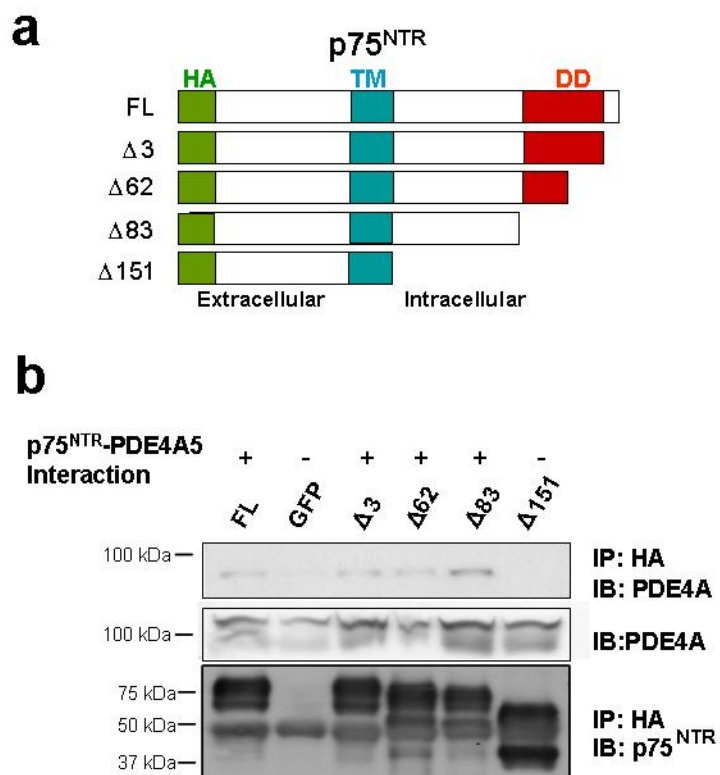 a
p75NTR
HA TM DD
FL
Δ3
Δ62
Δ83
Δ151
Extracellular Intracellular
b
p75NTR-PDE4A5
Interaction
+ - + + + -
FL GFP Δ3 Δ62 Δ83 Δ151
100 kDa
IP: HA
IB: PDE4A
100 kDa
IB:PDE4A
75 kDa
50 kDa
37 kDa
IP: HA
IB: p75NTR